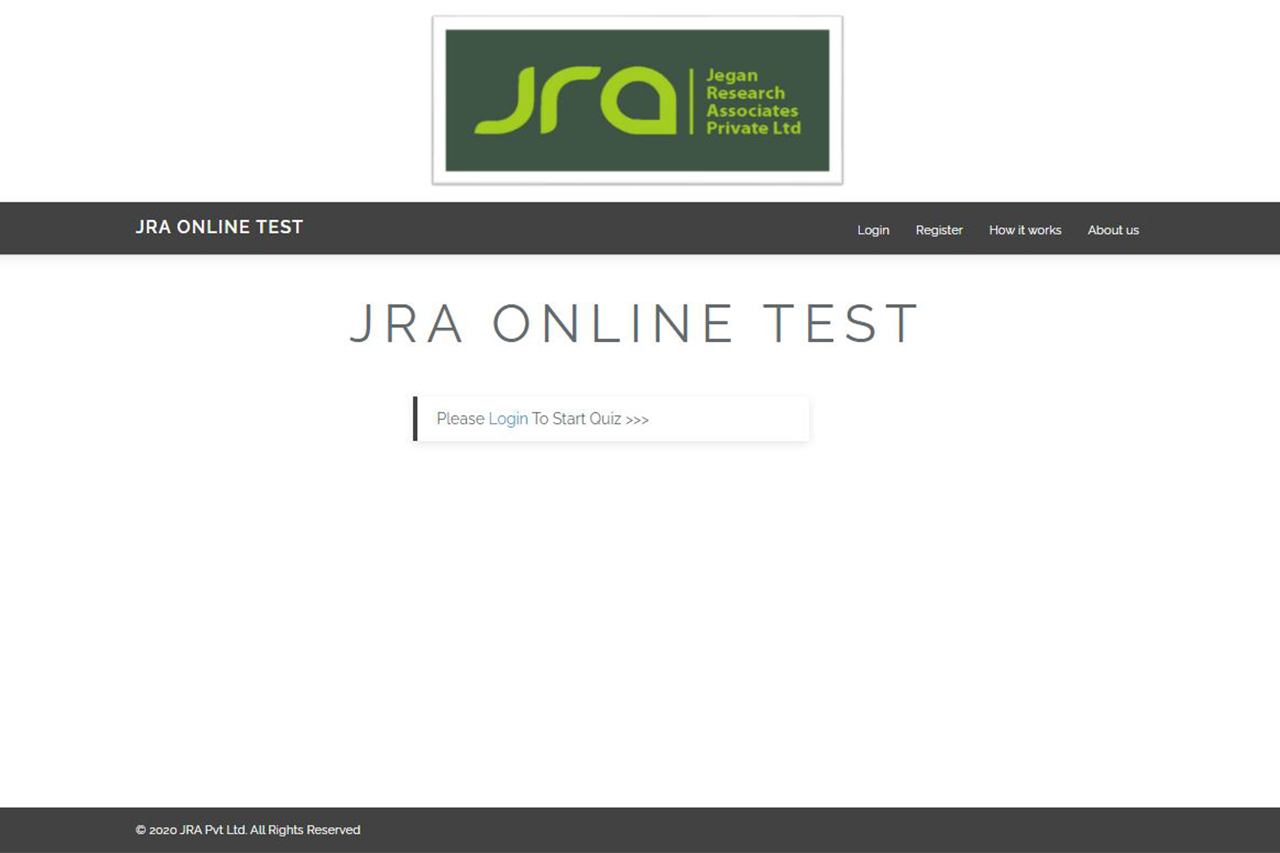 jra
Jegan
Research
Associates
Private Ltd
JRA ONLINE TEST
Login
Register
How it works
About us
JRA ONLINE TEST
Please Login To Start Quiz >>>
© 2020 JRA Pvt Ltd. All Rights Reserved